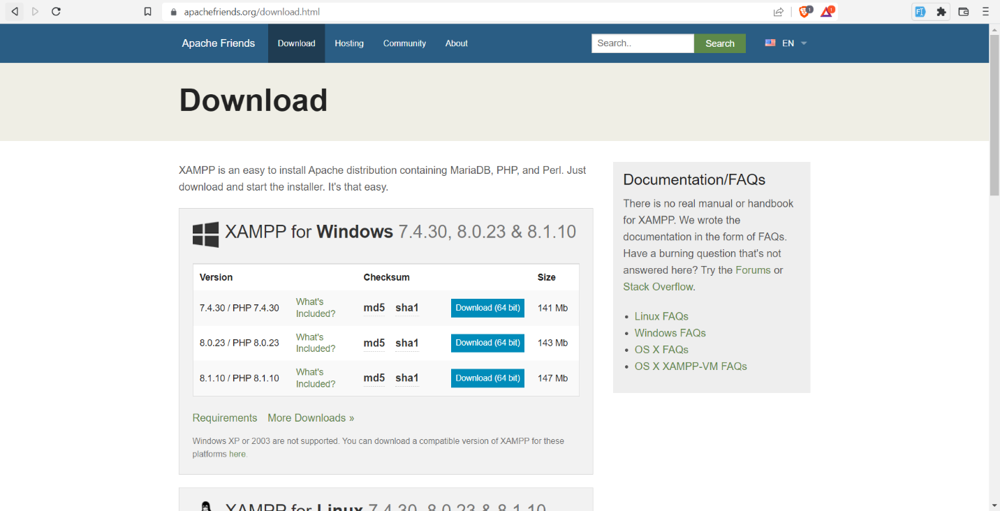 apachefriends.org/download.html
1
1
Apache Friends
Download
Hosting
Community
About
Search..
Search
EN
Download
XAMPP is an easy to install Apache distribution containing MariaDB, PHP, and Perl. Just
download and start the installer. It's that easy.
XAMPP for Windows 7.4.30, 8.0.23 & 8.1.10
Version Checksum Size
7.4.30 / PHP 7.4.30 What's Included? md5 sha1 Download (64 bit) 141 Mb
8.0.23 / PHP 8.0.23 What's Included? md5 sha1 Download (64 bit) 143 Mb
8.1.10 / PHP 8.1.10 What's Included? md5 sha1 Download (64 bit) 147 Mb
Requirements More Downloads »
Windows XP or 2003 are not supported. You can download a compatible version of XAMPP for these
platforms here.
XAMPP for Linux 7.4.30, 8.0.23 & 8.1.10
Documentation/FAQs
There is no real manual or handbook
for XAMPP. We wrote the
documentation in the form of FAQs.
Have a burning question that's not
answered here? Try the Forums or
Stack Overflow.
• Linux FAQs
• Windows FAQs
• OS X FAQs
• OS X XAMPP-VM FAQs